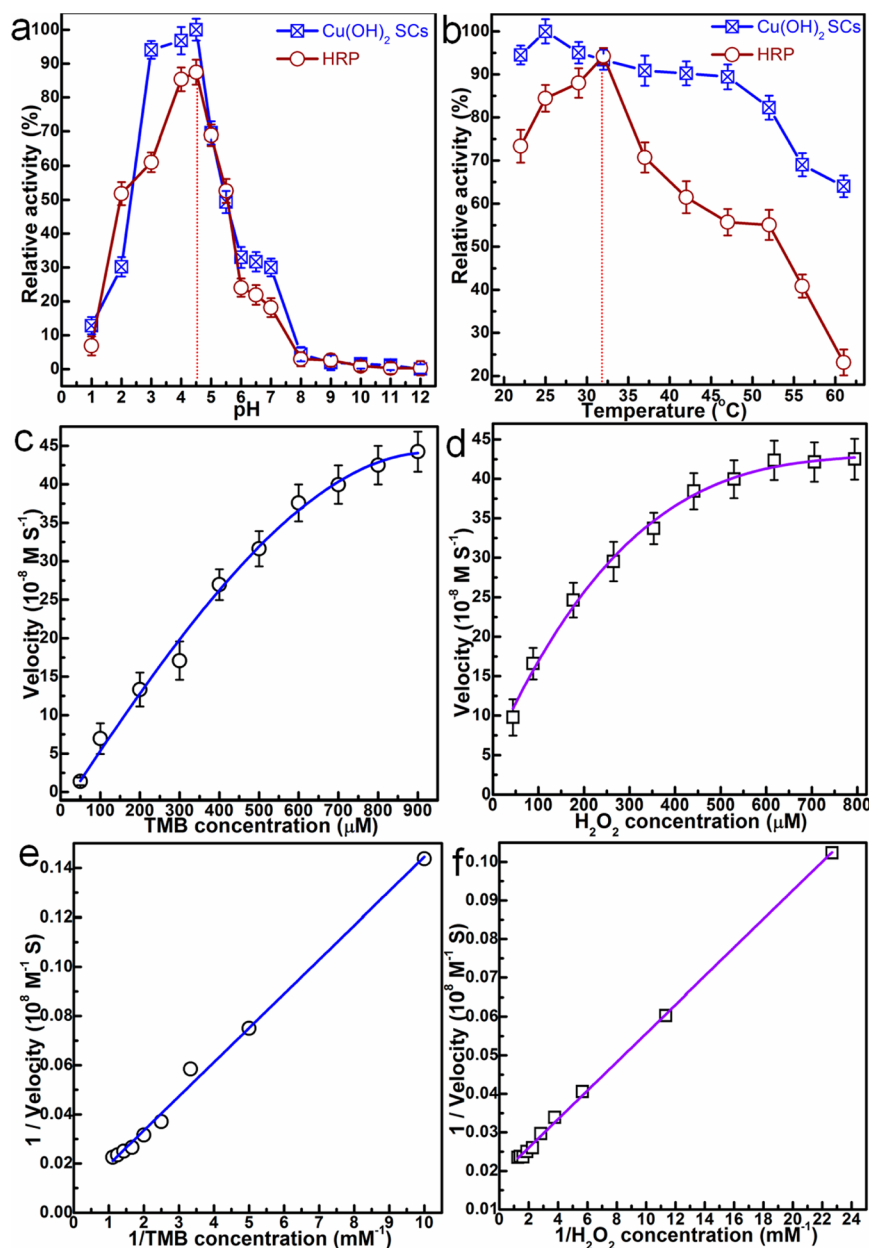 a
Cu(OH)2 SCs
HRP
Relative activity (%)
100
90
80
70
60
50
40
30
20
10
0
0 1 2 3 4 5 6 7 8 9 10 11 12
pH
b
Cu(OH)2 SCs
HRP
Relative activity (%)
100
90
80
70
60
50
40
30
20
20 25 30 35 40 45 50 55 60
Temperature (°C)
c
Velocity (10-8 M S-1)
45
40
35
30
25
20
15
10
5
0
0 100 200 300 400 500 600 700 800 900
TMB concentration (μM)
d
Velocity (10-8 M S-1)
45
40
35
30
25
20
15
10
5
0
0 100 200 300 400 500 600 700 800
H2O2 concentration (μM)
e
1 / Velocity (108 M-1 S)
0.14
0.12
0.10
0.08
0.06
0.04
0.02
0.00
0 1 2 3 4 5 6 7 8 9 10
1/TMB concentration (mM-1)
f
1 / Velocity (108 M-1 S)
0.10
0.09
0.08
0.07
0.06
0.05
0.04
0.03
0.02
0.01
0 2 4 6 8 10 12 14 16 18 20 22 24
1/H2O2 concentration (mM-1)